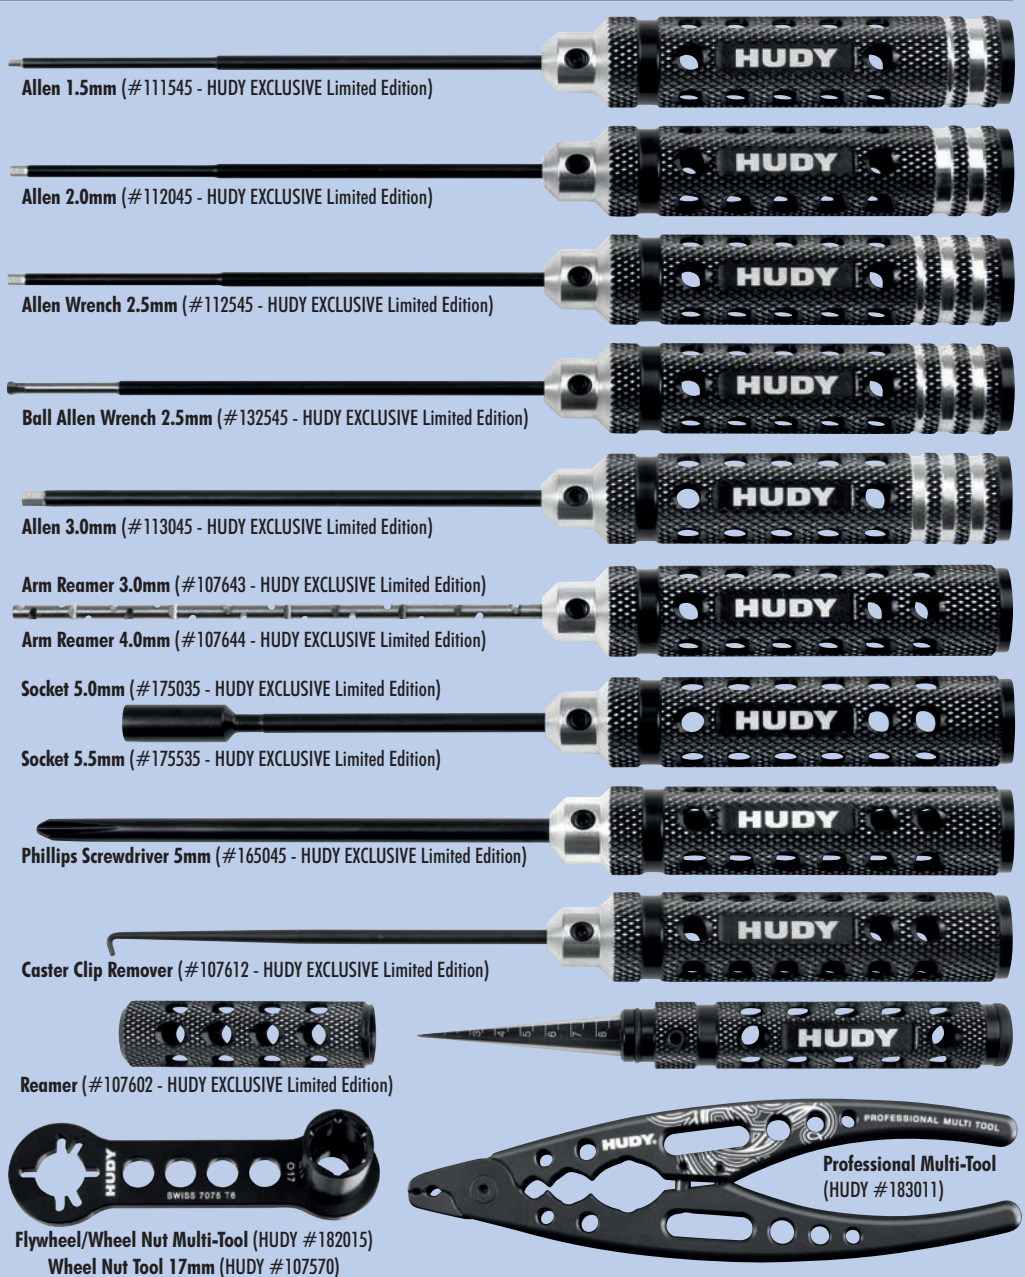 HUDY
Allen 1.5mm (#111545 - HUDY EXCLUSIVE Limited Edition)
HUDY
Allen 2.0mm (#112045 - HUDY EXCLUSIVE Limited Edition)
HUDY
Allen Wrench 2.5mm (#112545 - HUDY EXCLUSIVE Limited Edition)
HUDY
Ball Allen Wrench 2.5mm (#132545 - HUDY EXCLUSIVE Limited Edition)
HUDY
Allen 3.0mm (#113045 - HUDY EXCLUSIVE Limited Edition)
Arm Reamer 3.0mm (#107643 - HUDY EXCLUSIVE Limited Edition)
HUDY
Arm Reamer 4.0mm (#107644 - HUDY EXCLUSIVE Limited Edition)
Socket 5.0mm (#175035 - HUDY EXCLUSIVE Limited Edition)
HUDY
Socket 5.5mm (#175535 - HUDY EXCLUSIVE Limited Edition)
HUDY
Phillips Screwdriver 5mm (#165045 - HUDY EXCLUSIVE Limited Edition)
HUDY
Caster Clip Remover (#107612 - HUDY EXCLUSIVE Limited Edition)
3 4 5 6 7 8
HUDY
Reamer (#107602 - HUDY EXCLUSIVE Limited Edition)
HUDY
SWISS 7075 T6
O17
Flywheel/Wheel Nut Multi-Tool (HUDY #182015)
Wheel Nut Tool 17mm (HUDY #107570)
HUDY.
PROFESSIONAL MULTI TOOL
Professional Multi-Tool
(HUDY #183011)